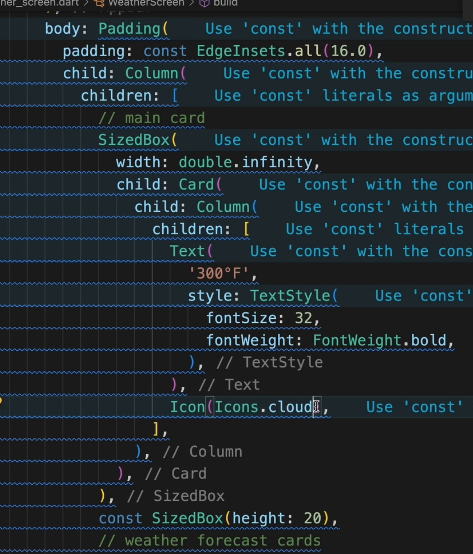 her_screen.dart > WeatherScreen > build
body: Padding( Use 'const' with the construct
padding: const EdgeInsets.all(16.0),
child: Column( Use 'const' with the constru
children: [ Use 'const' literals as argum
// main card
SizedBox( Use 'const' with the construc
width: double.infinity,
child: Card( Use 'const' with the con
child: Column( Use 'const' with the
children: [ Use 'const' literals
Text( Use 'const' with the cons
'300°F',
style: TextStyle( Use 'const'
fontSize: 32,
fontWeight: FontWeight.bold,
), // TextStyle
), // Text
Icon(Icons.cloud), Use 'const'
],
), // Column
), // Card
), // SizedBox
const SizedBox(height: 20),
// weather forecast cards